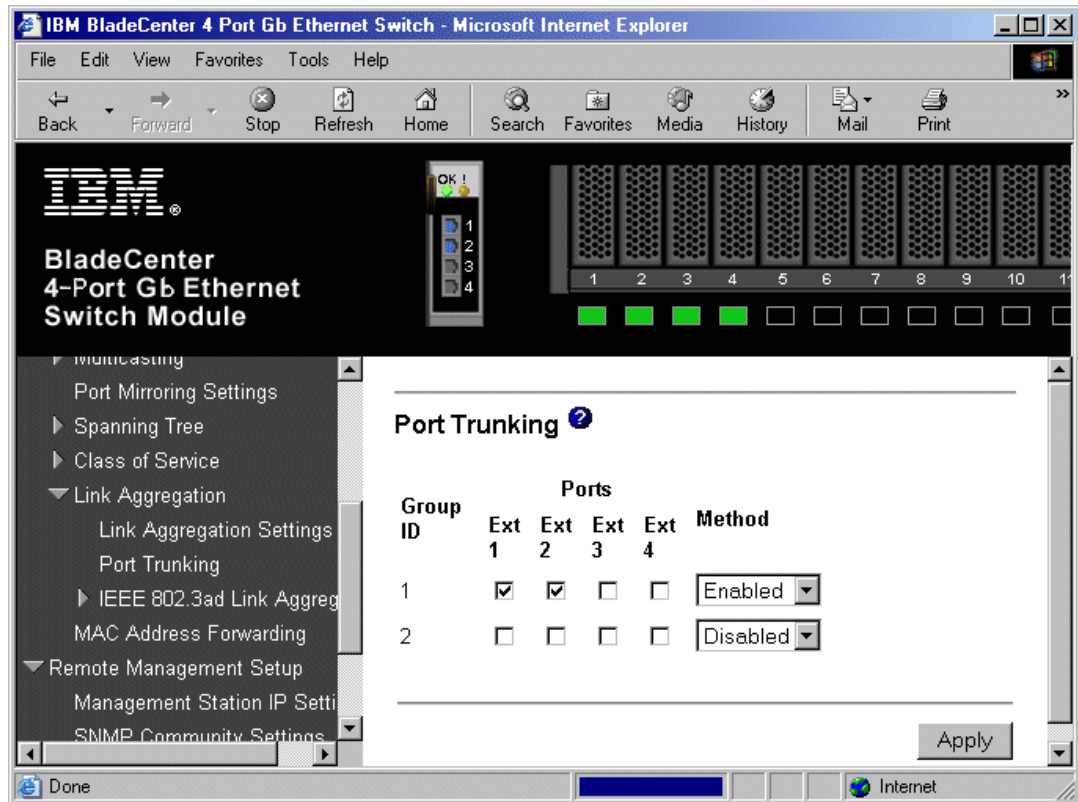 IBM BladeCenter 4 Port Gb Ethernet Switch - Microsoft Internet Explorer
File Edit View Favorites Tools Help
Back Forward Stop Refresh Home Search Favorites Media History Mail Print »
IBM®
BladeCenter
4-Port Gb Ethernet
Switch Module
OK !
1
2
3
4
1 2 3 4 5 6 7 8 9 10 11
Multicasting
Port Mirroring Settings
Spanning Tree
Class of Service
Link Aggregation
Link Aggregation Settings
Port Trunking
IEEE 802.3ad Link Aggreg
MAC Address Forwarding
Remote Management Setup
Management Station IP Setti
SNMP Community Settings
Port Trunking ?
Group ID
Ports
Ext 1 Ext 2 Ext 3 Ext 4 Method
1 Enabled
2 Disabled
Apply
Done Internet